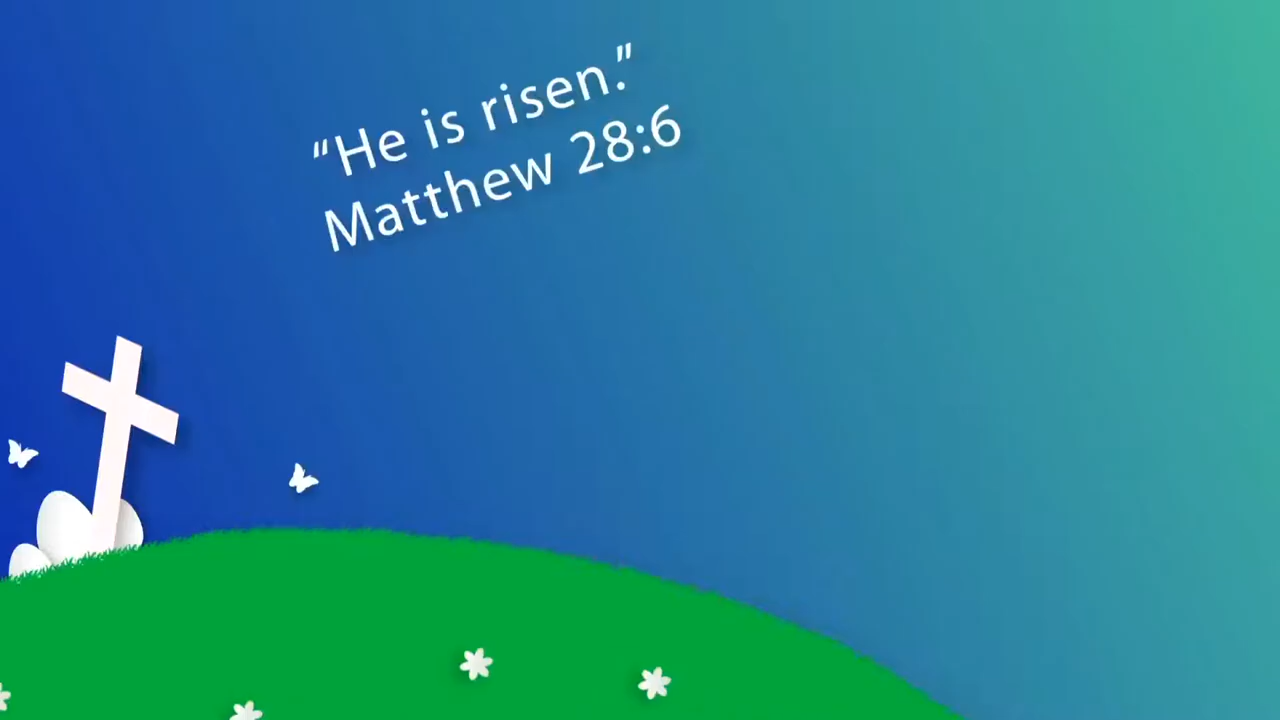 “He is risen.”
Matthew 28:6